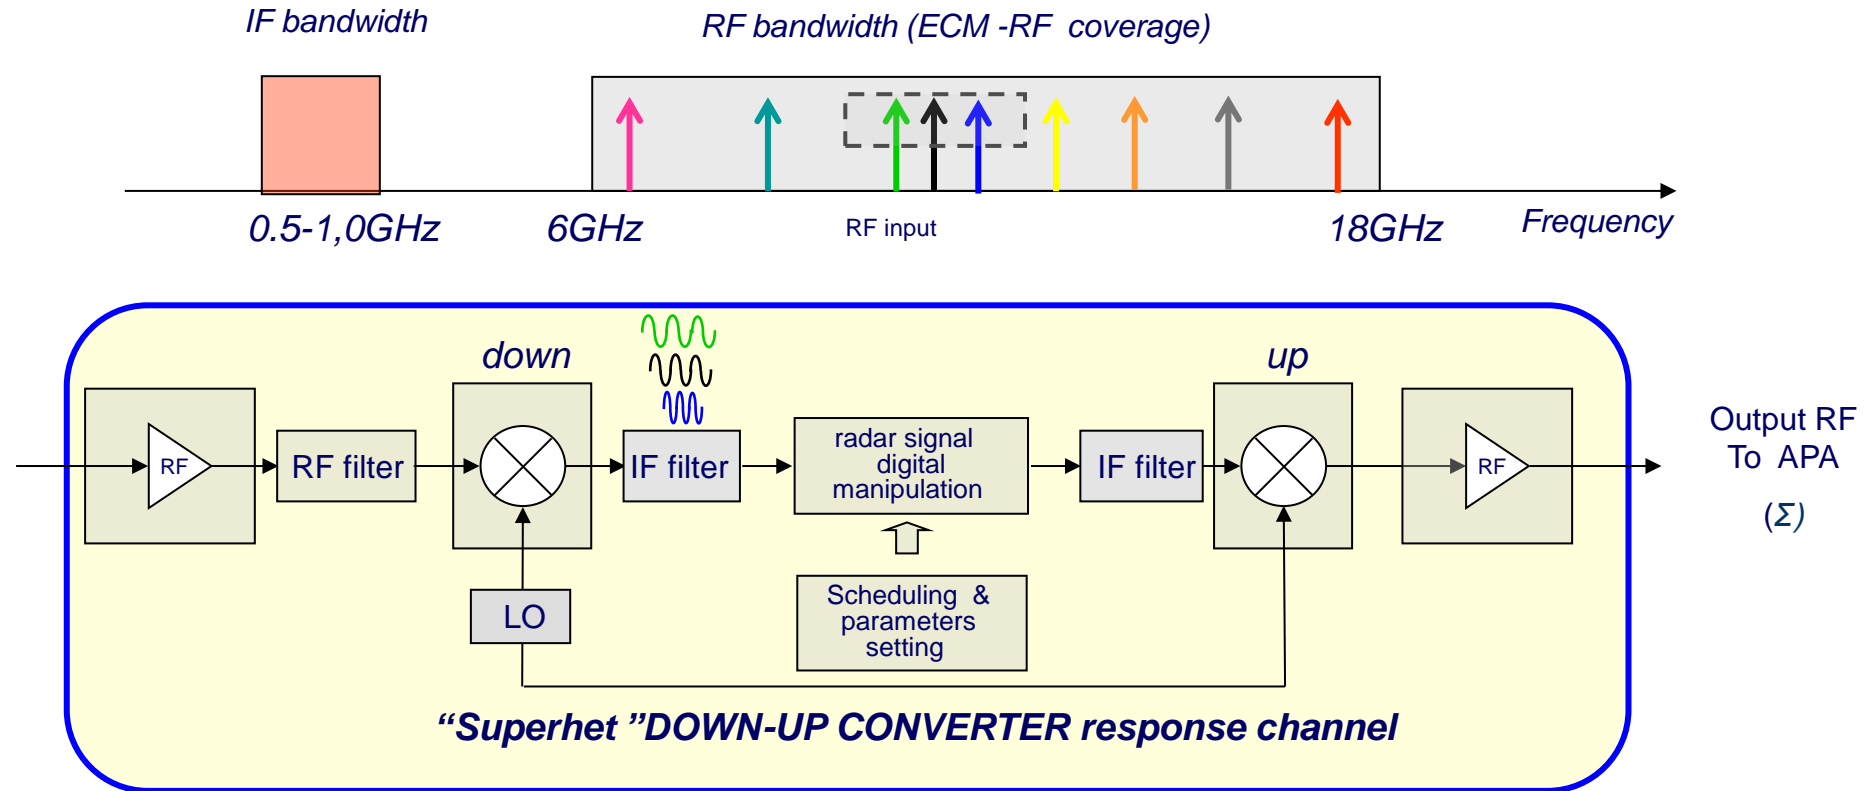 IF bandwidth
RF bandwidth (ECM -RF coverage)
0.5-1,0GHz
6GHz
RF input
18GHz
Frequency
down
up
RF
RF filter
IF filter
radar signal
digital
manipulation
IF filter
RF
Output RF
To APA
(Σ)
LO
Scheduling &
parameters
setting
“Superhet ”DOWN-UP CONVERTER response channel